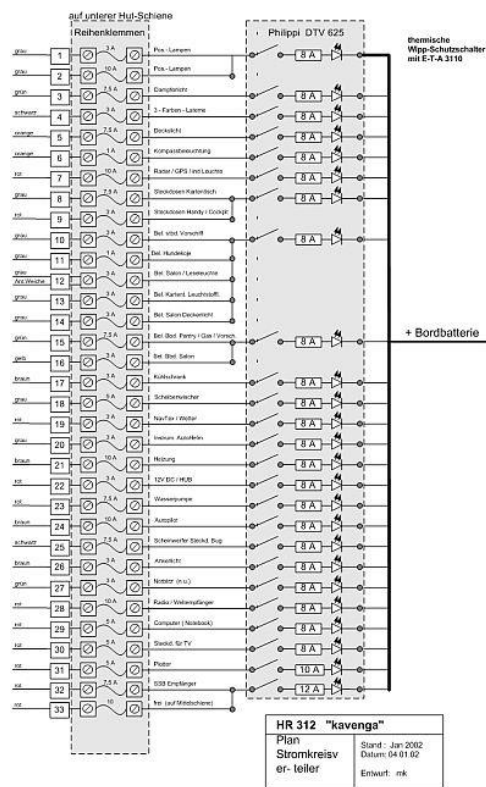 auf unterer Hut-Schiene
Reihenklemmen
Philippi DTV 625
thermische
Wipp-Schutzschalter
mit E-T-A 3110
grau 1 3 A Pos.- Lampen 8 A
grau 2 10 A Pos.- Lampen
grün 3 7,5 A Dampferlicht 8 A
schwarz 4 3 A 3 - Farben - Laterne 8 A
orange 5 7,5 A Deckslicht 8 A
orange 6 1 A Kompassbeleuchtung 8 A
rot 7 10 A Radar / GPS / Leuchte 8 A
grau 8 7,5 A Steckdosen Kartentisch 8 A
rot 9 3 A Steckdosen Handy / Cockpit
grau 10 3 A Bel. stbd. Vorschiff 8 A
grau 11 1 A Bel. Hundekoje
grau
12 3 A Bel. Salon / Leseleuchte
grau 13 3 A Bel. Kartent. Leuchtstoffl.
grau 14 3 A Bel. Salon Deckenlicht
+ Bordbatterie
grün 15 7,5 A Bel. Bbd. Pantry / Gas / Vorsch. 8 A
gelb 16 3 A Bel. Bbd. Salon
braun 17 3 A Kühlschrank 8 A
grau 18 5 A Scheibenwischer 8 A
rot 19 3 A NavTex / Wetter 8 A
grau 20 3 A Instrum. AutoHelm 8 A
braun 21 10 A Heizung 8 A
rot 22 3 A 12V DC / HUB 8 A
rot 23 7,5 A Wasserpumpe 8 A
braun 24 10 A Autopilot 8 A
schwarz 25 7,5 A Scheinwerfer Steckd. Bug 8 A
braun 26 3 A Ankerlicht 8 A
grün 27 3 A (n.u.) 8 A
rot 28 10 A Radio / Weltempfänger 8 A
rot 29 5 A Computer ( Notebook) 8 A
rot 30 5 A Steckd. für TV 8 A
rot 31 5 A Plotter 10 A
rot 32 7,5 A SSB Empfänger 12 A
rot 33 10 frei (auf Mittelschiene)
HR 312 "kavenga"
Plan
Stromkreisv
er- teiler
Stand : Jan 2002
Datum: 04.01.02
Entwurf: mk